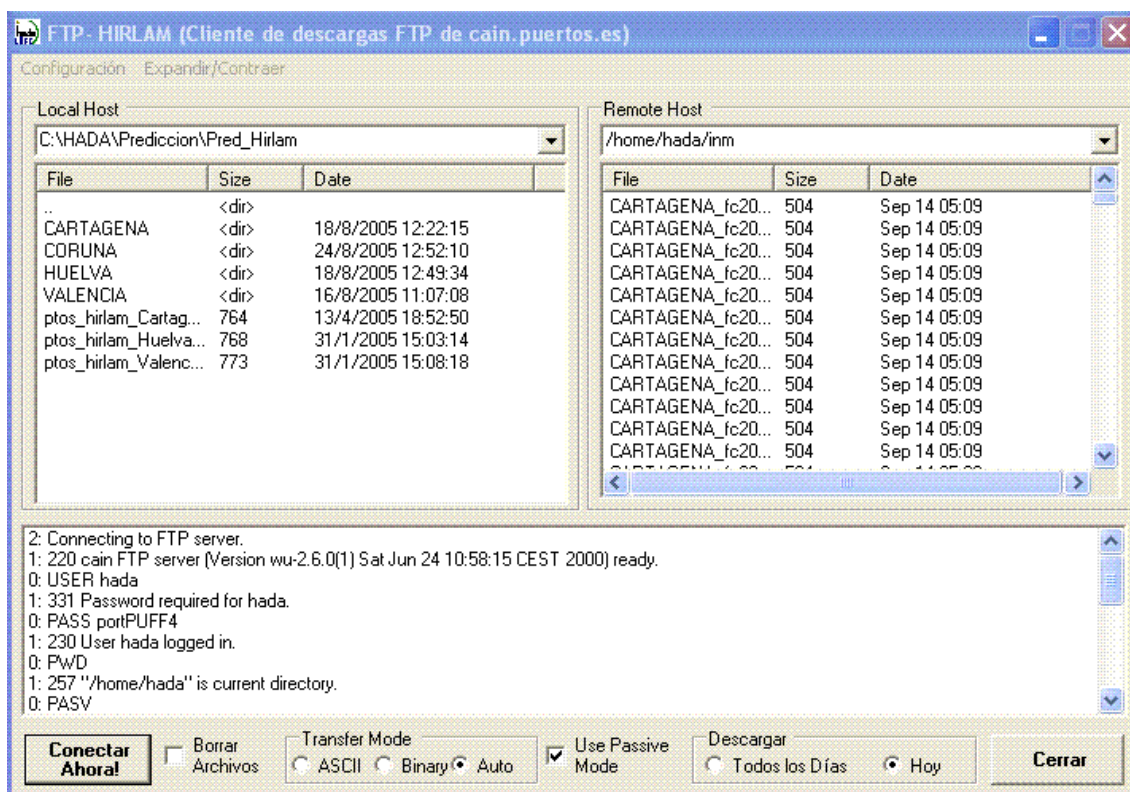 FTP- HIRLAM (Cliente de descargas FTP de cain.puertos.es)
Configuración Expandir/Contraer
Local Host
C:\HADA\Prediccion\Pred_Hirlam
File Size Date
.. <dir>
CARTAGENA <dir> 18/8/2005 12:22:15
CORUNA <dir> 24/8/2005 12:52:10
HUELVA <dir> 18/8/2005 12:49:34
VALENCIA <dir> 16/8/2005 11:07:08
ptos_hirlam_Cartag... 764 13/4/2005 18:52:50
ptos_hirlam_Huelva... 768 31/1/2005 15:03:14
ptos_hirlam_Valenc... 773 31/1/2005 15:08:18
Remote Host
/home/hada/inm
File Size Date
CARTAGENA_fc20... 504 Sep 14 05:09
CARTAGENA_fc20... 504 Sep 14 05:09
CARTAGENA_fc20... 504 Sep 14 05:09
CARTAGENA_fc20... 504 Sep 14 05:09
CARTAGENA_fc20... 504 Sep 14 05:09
CARTAGENA_fc20... 504 Sep 14 05:09
CARTAGENA_fc20... 504 Sep 14 05:09
CARTAGENA_fc20... 504 Sep 14 05:09
CARTAGENA_fc20... 504 Sep 14 05:09
CARTAGENA_fc20... 504 Sep 14 05:09
CARTAGENA_fc20... 504 Sep 14 05:09
CARTAGENA_fc20... 504 Sep 14 05:09
2: Connecting to FTP server.
1: 220 cain FTP server (Version wu-2.6.0(1) Sat Jun 24 10:58:15 CEST 2000) ready.
0: USER hada
1: 331 Password required for hada.
0: PASS portPUFF4
1: 230 User hada logged in.
0: PWD
1: 257 "/home/hada" is current directory.
0: PASV
Conectar
Ahora!
Borrar
Archivos
Transfer Mode
ASCII Binary Auto
Use Passive
Mode
Descargar
Todos los Días Hoy
Cerrar